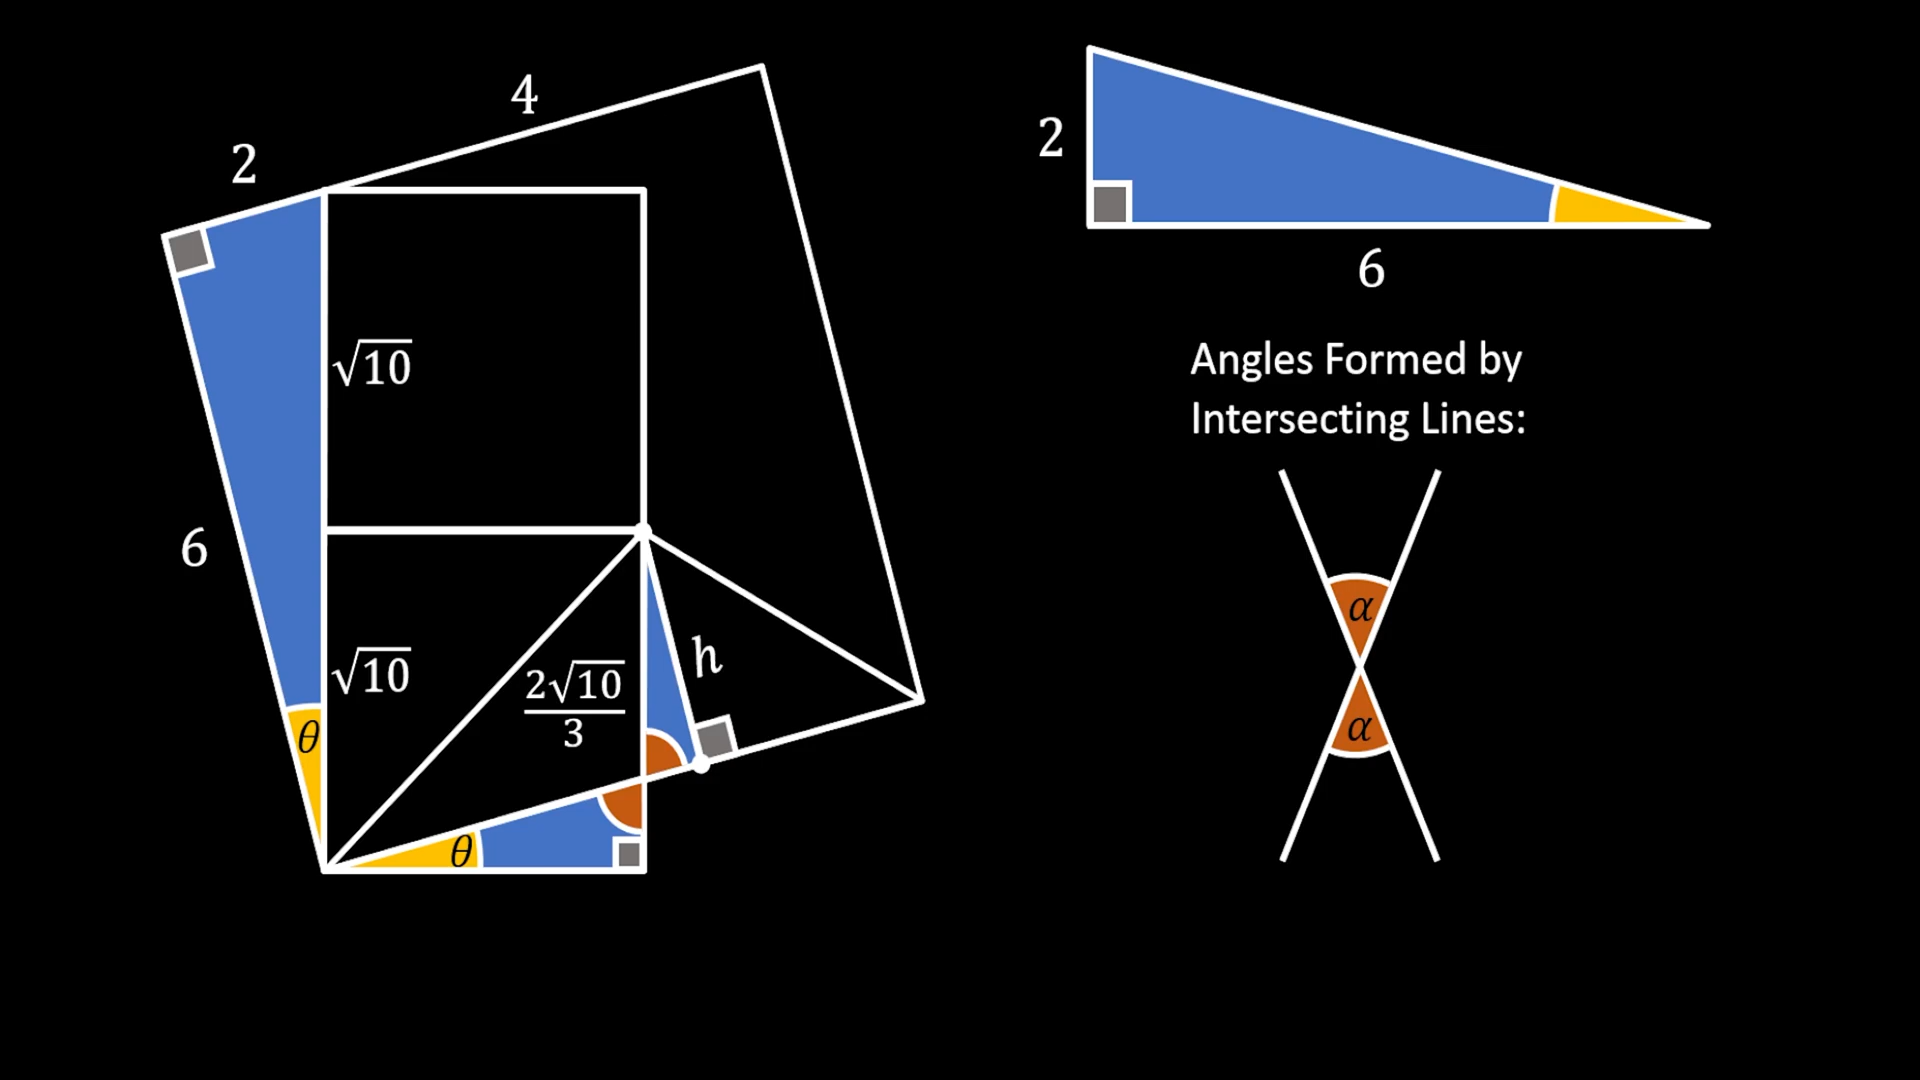 4
2
2
6
√10
Angles Formed by
Intersecting Lines:
6
α
√10
2√10/3
h
θ
α
θ